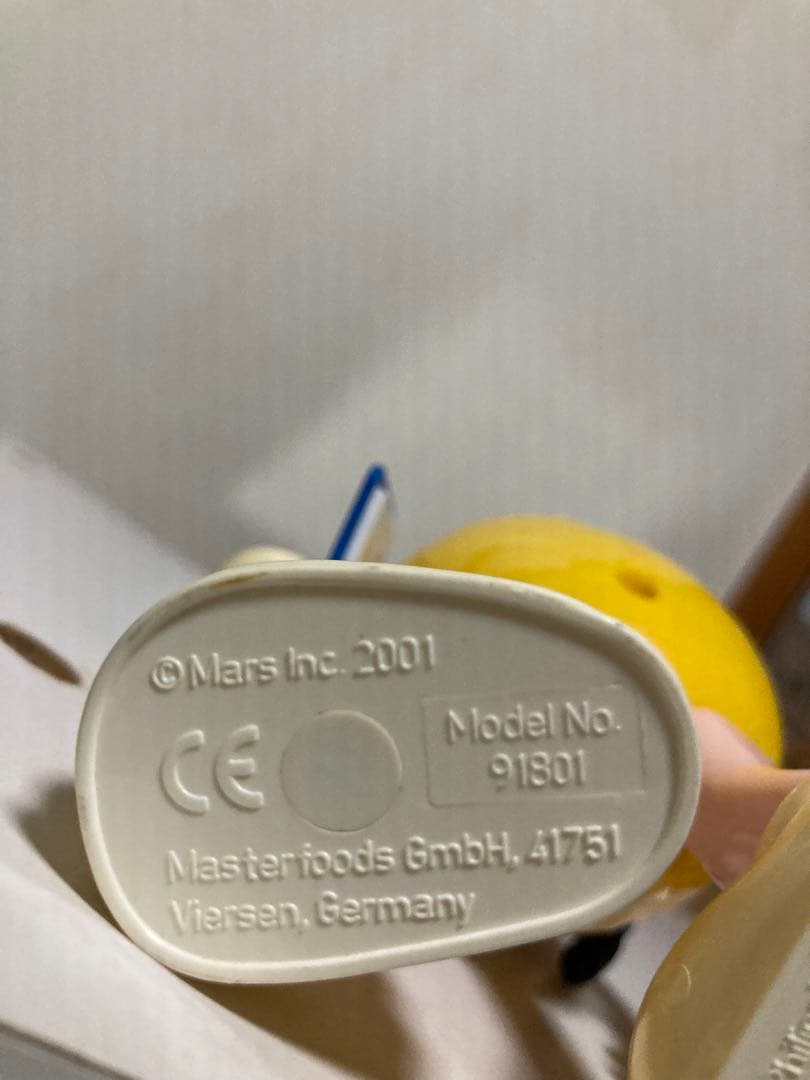 ©Mars Inc. 2001
CE
Model No.
91801
Masterfoods GmbH, 41751
Viersen, Germany